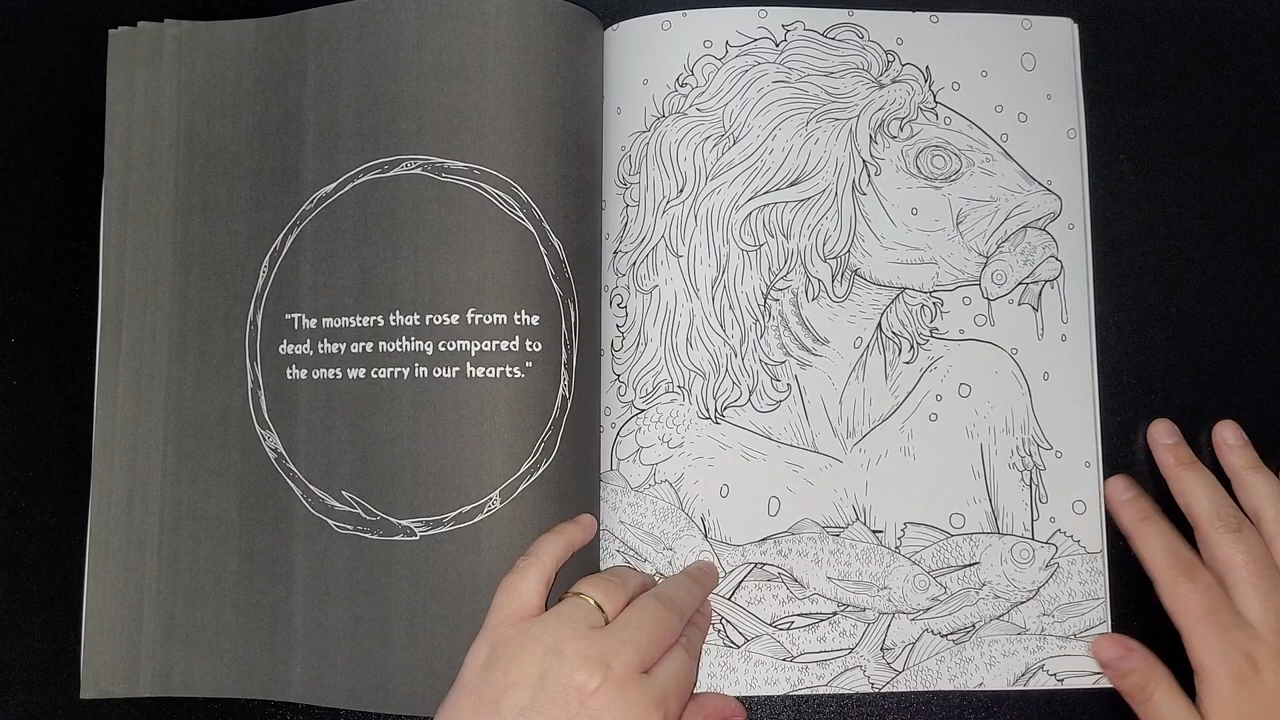 "The monsters that rose from the
dead, they are nothing compared to
the ones we carry in our hearts."